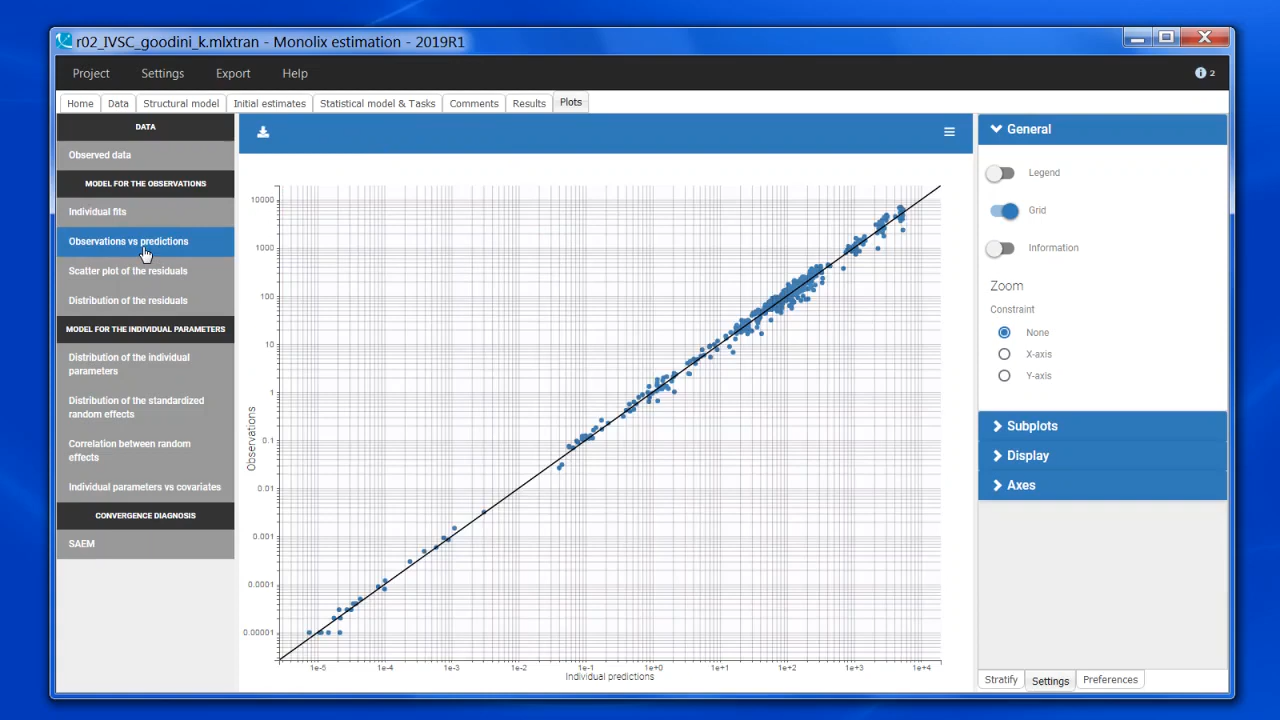 r02_IVSC_goodini_k.mlxtran - Monolix estimation - 2019R1
Project Settings Export Help
2
Home Data Structural model Initial estimates Statistical model & Tasks Comments Results Plots
DATA
Observed data
MODEL FOR THE OBSERVATIONS
Individual fits
Observations vs predictions
Scatter plot of the residuals
Distribution of the residuals
MODEL FOR THE INDIVIDUAL PARAMETERS
Distribution of the individual
parameters
Distribution of the standardized
random effects
Correlation between random
effects
Individual parameters vs covariates
CONVERGENCE DIAGNOSIS
SAEM
10000
1000
100
10
1
0.1
0.01
0.001
0.0001
0.00001
Observations
1e-5 1e-4 1e-3 1e-2 1e-1 1e+0 1e+1 1e+2 1e+3 1e+4
Individual predictions
General
Legend
Grid
Information
Zoom
Constraint
None
X-axis
Y-axis
Subplots
Display
Axes
Stratify Settings Preferences